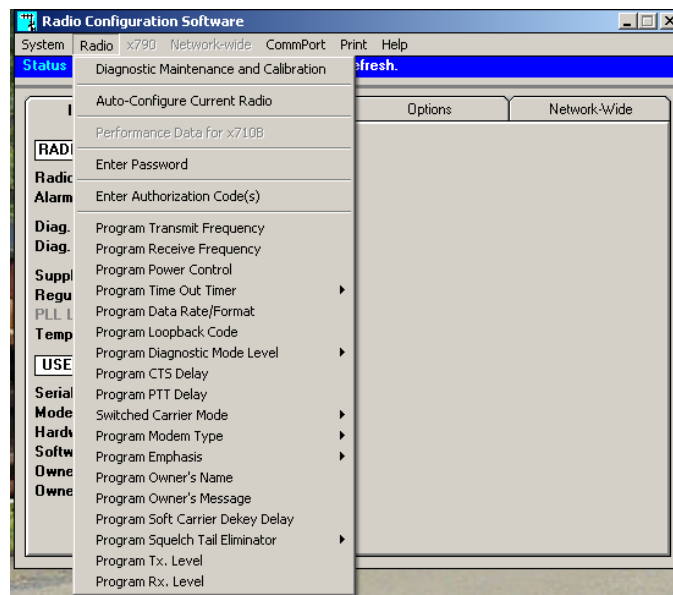 Radio Configuration Software
System Radio x790 Network-wide CommPort Print Help
Status
efresh.
Diagnostic Maintenance and Calibration
Auto-Configure Current Radio
Options
Network-Wide
Performance Data for x710B
RADI
Enter Password
Radio
Alarm
Enter Authorization Code(s)
Diag.
Program Transmit Frequency
Diag.
Program Receive Frequency
Suppl
Program Power Control
Regu
Program Time Out Timer
PLL L
Program Data Rate/Format
Temp
Program Loopback Code
Program Diagnostic Mode Level
USE
Program CTS Delay
Serial
Program PTT Delay
Mode
Switched Carrier Mode
Hardw
Program Modem Type
Softw
Program Emphasis
Owne
Program Owner's Name
Owne
Program Owner's Message
Program Soft Carrier Dekey Delay
Program Squelch Tail Eliminator
Program Tx. Level
Program Rx. Level